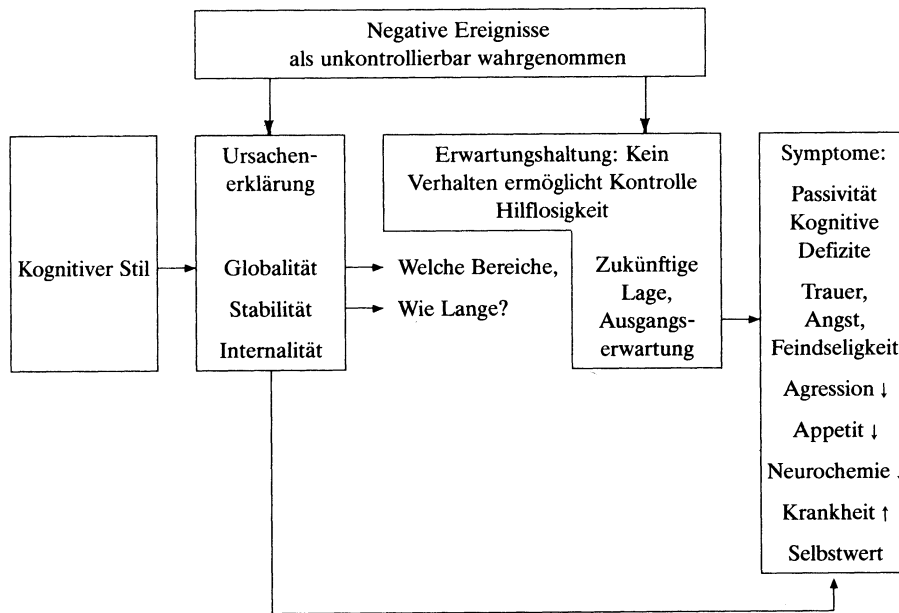 Negative Ereignisse
als unkontrollierbar wahrgenommen
Kognitiver Stil
Ursachen-
erklärung
Globalität
Stabilität
Internalität
Welche Bereiche,
Wie Lange?
Erwartungshaltung: Kein
Verhalten ermöglicht Kontrolle
Hilflosigkeit
Zukünftige
Lage,
Ausgangs-
erwartung
Symptome:
Passivität
Kognitive
Defizite
Trauer,
Angst,
Feindseligkeit
Agression ↓
Appetit ↓
Neurochemie
Krankheit ↑
Selbstwert